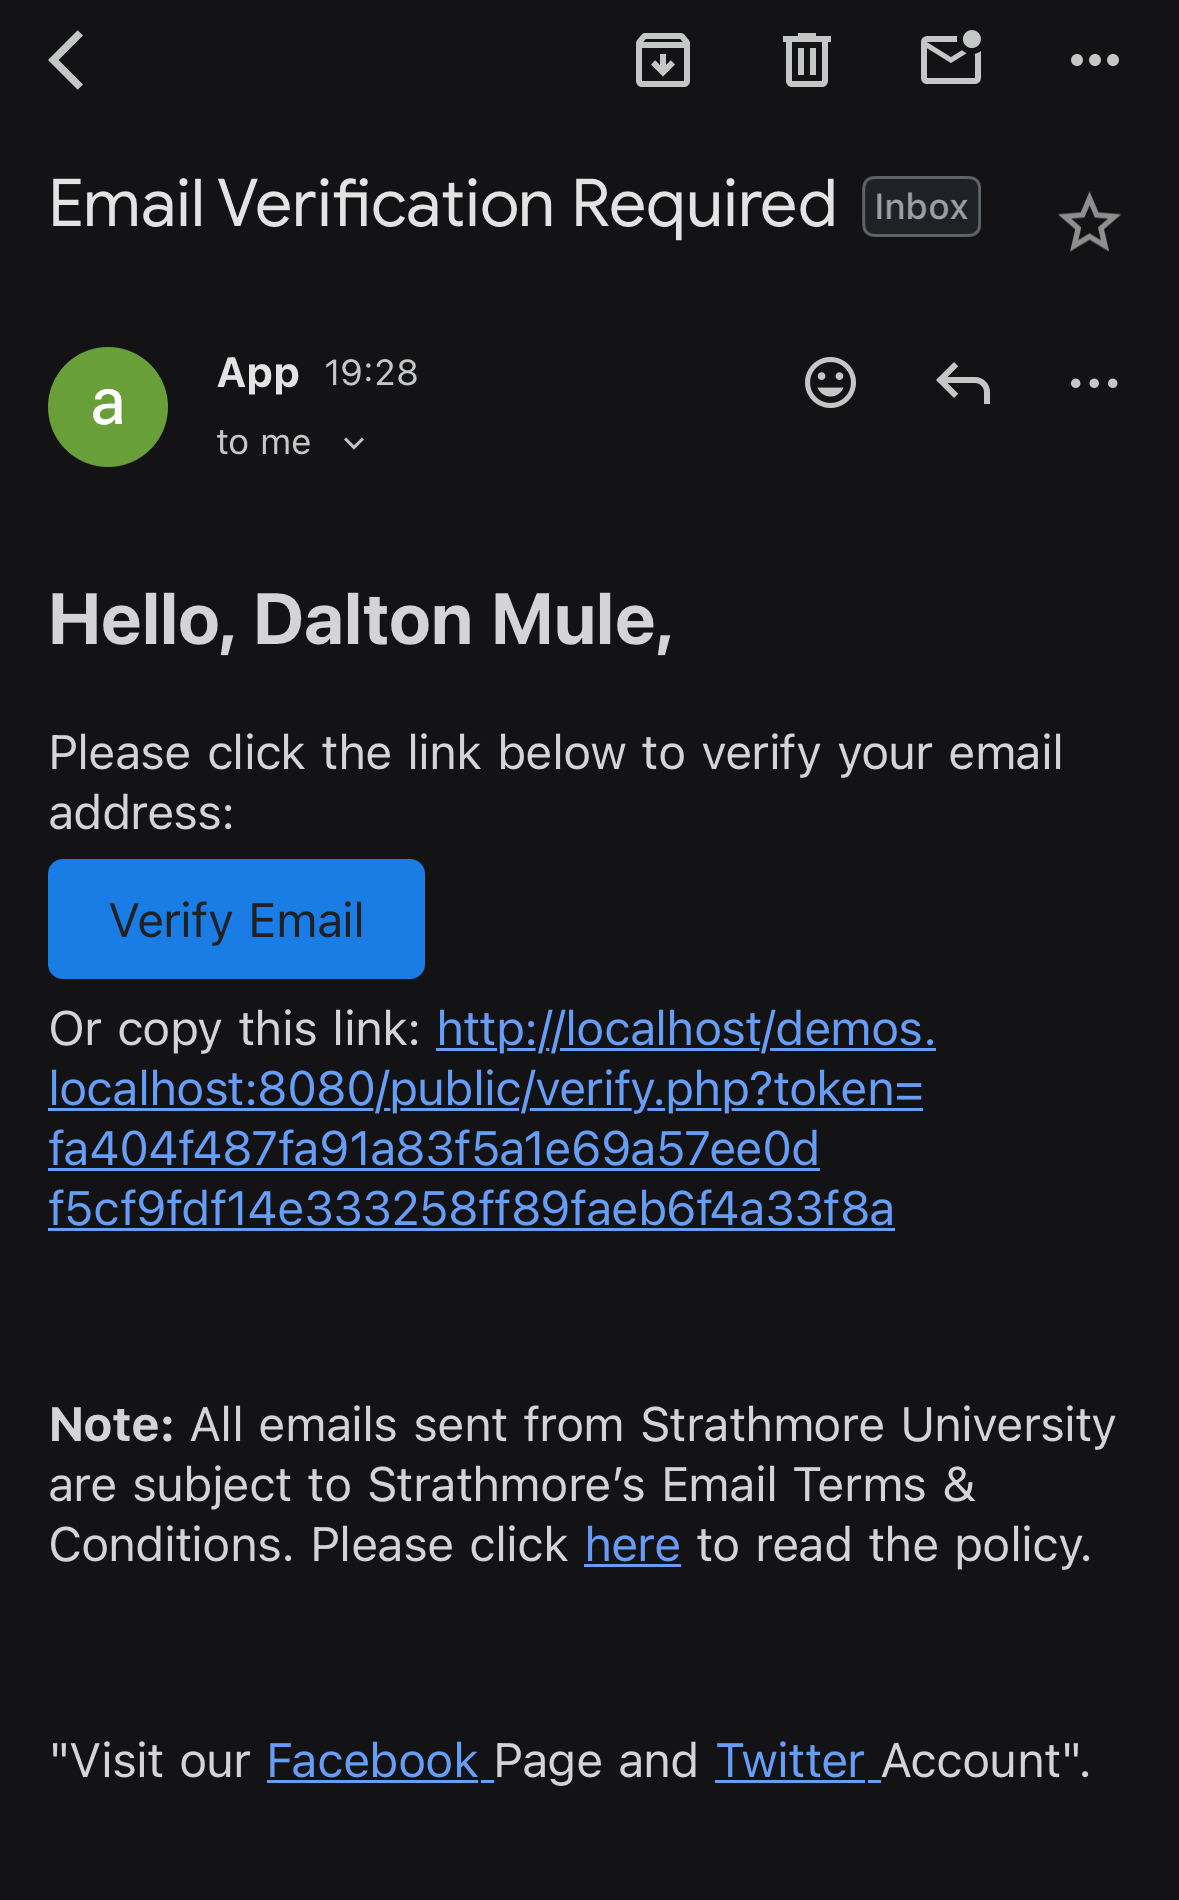 Email Verification Required Inbox
a
App 19:28
to me
Hello, Dalton Mule,
Please click the link below to verify your email
address:
Verify Email
Or copy this link: http://localhost/demos.
localhost:8080/public/verify.php?token=
fa404f487fa91a83f5a1e69a57ee0d
f5cf9fdf14e333258ff89faeb6f4a33f8a
Note: All emails sent from Strathmore University
are subject to Strathmore’s Email Terms &
Conditions. Please click here to read the policy.
"Visit our Facebook Page and Twitter Account".